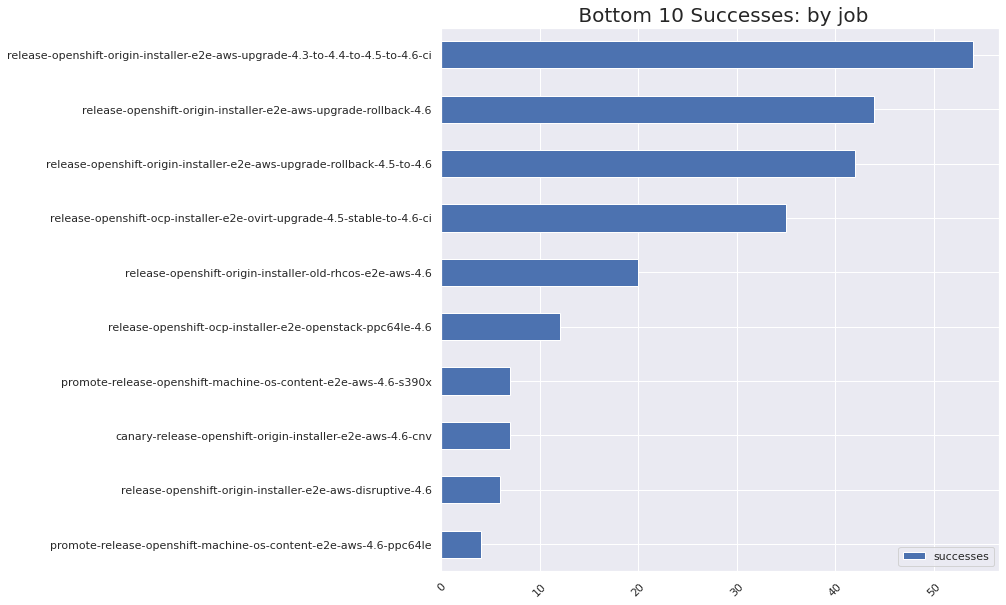 Bottom 10 Successes: by job
release-openshift-origin-installer-e2e-aws-upgrade-4.3-to-4.4-to-4.5-to-4.6-ci
release-openshift-origin-installer-e2e-aws-upgrade-rollback-4.6
release-openshift-origin-installer-e2e-aws-upgrade-rollback-4.5-to-4.6
release-openshift-ocp-installer-e2e-ovirt-upgrade-4.5-stable-to-4.6-ci
release-openshift-origin-installer-old-rhcos-e2e-aws-4.6
release-openshift-ocp-installer-e2e-openstack-ppc64le-4.6
promote-release-openshift-machine-os-content-e2e-aws-4.6-s390x
canary-release-openshift-origin-installer-e2e-aws-4.6-cnv
release-openshift-origin-installer-e2e-aws-disruptive-4.6
promote-release-openshift-machine-os-content-e2e-aws-4.6-ppc64le
successes
0 10 20 30 40 50